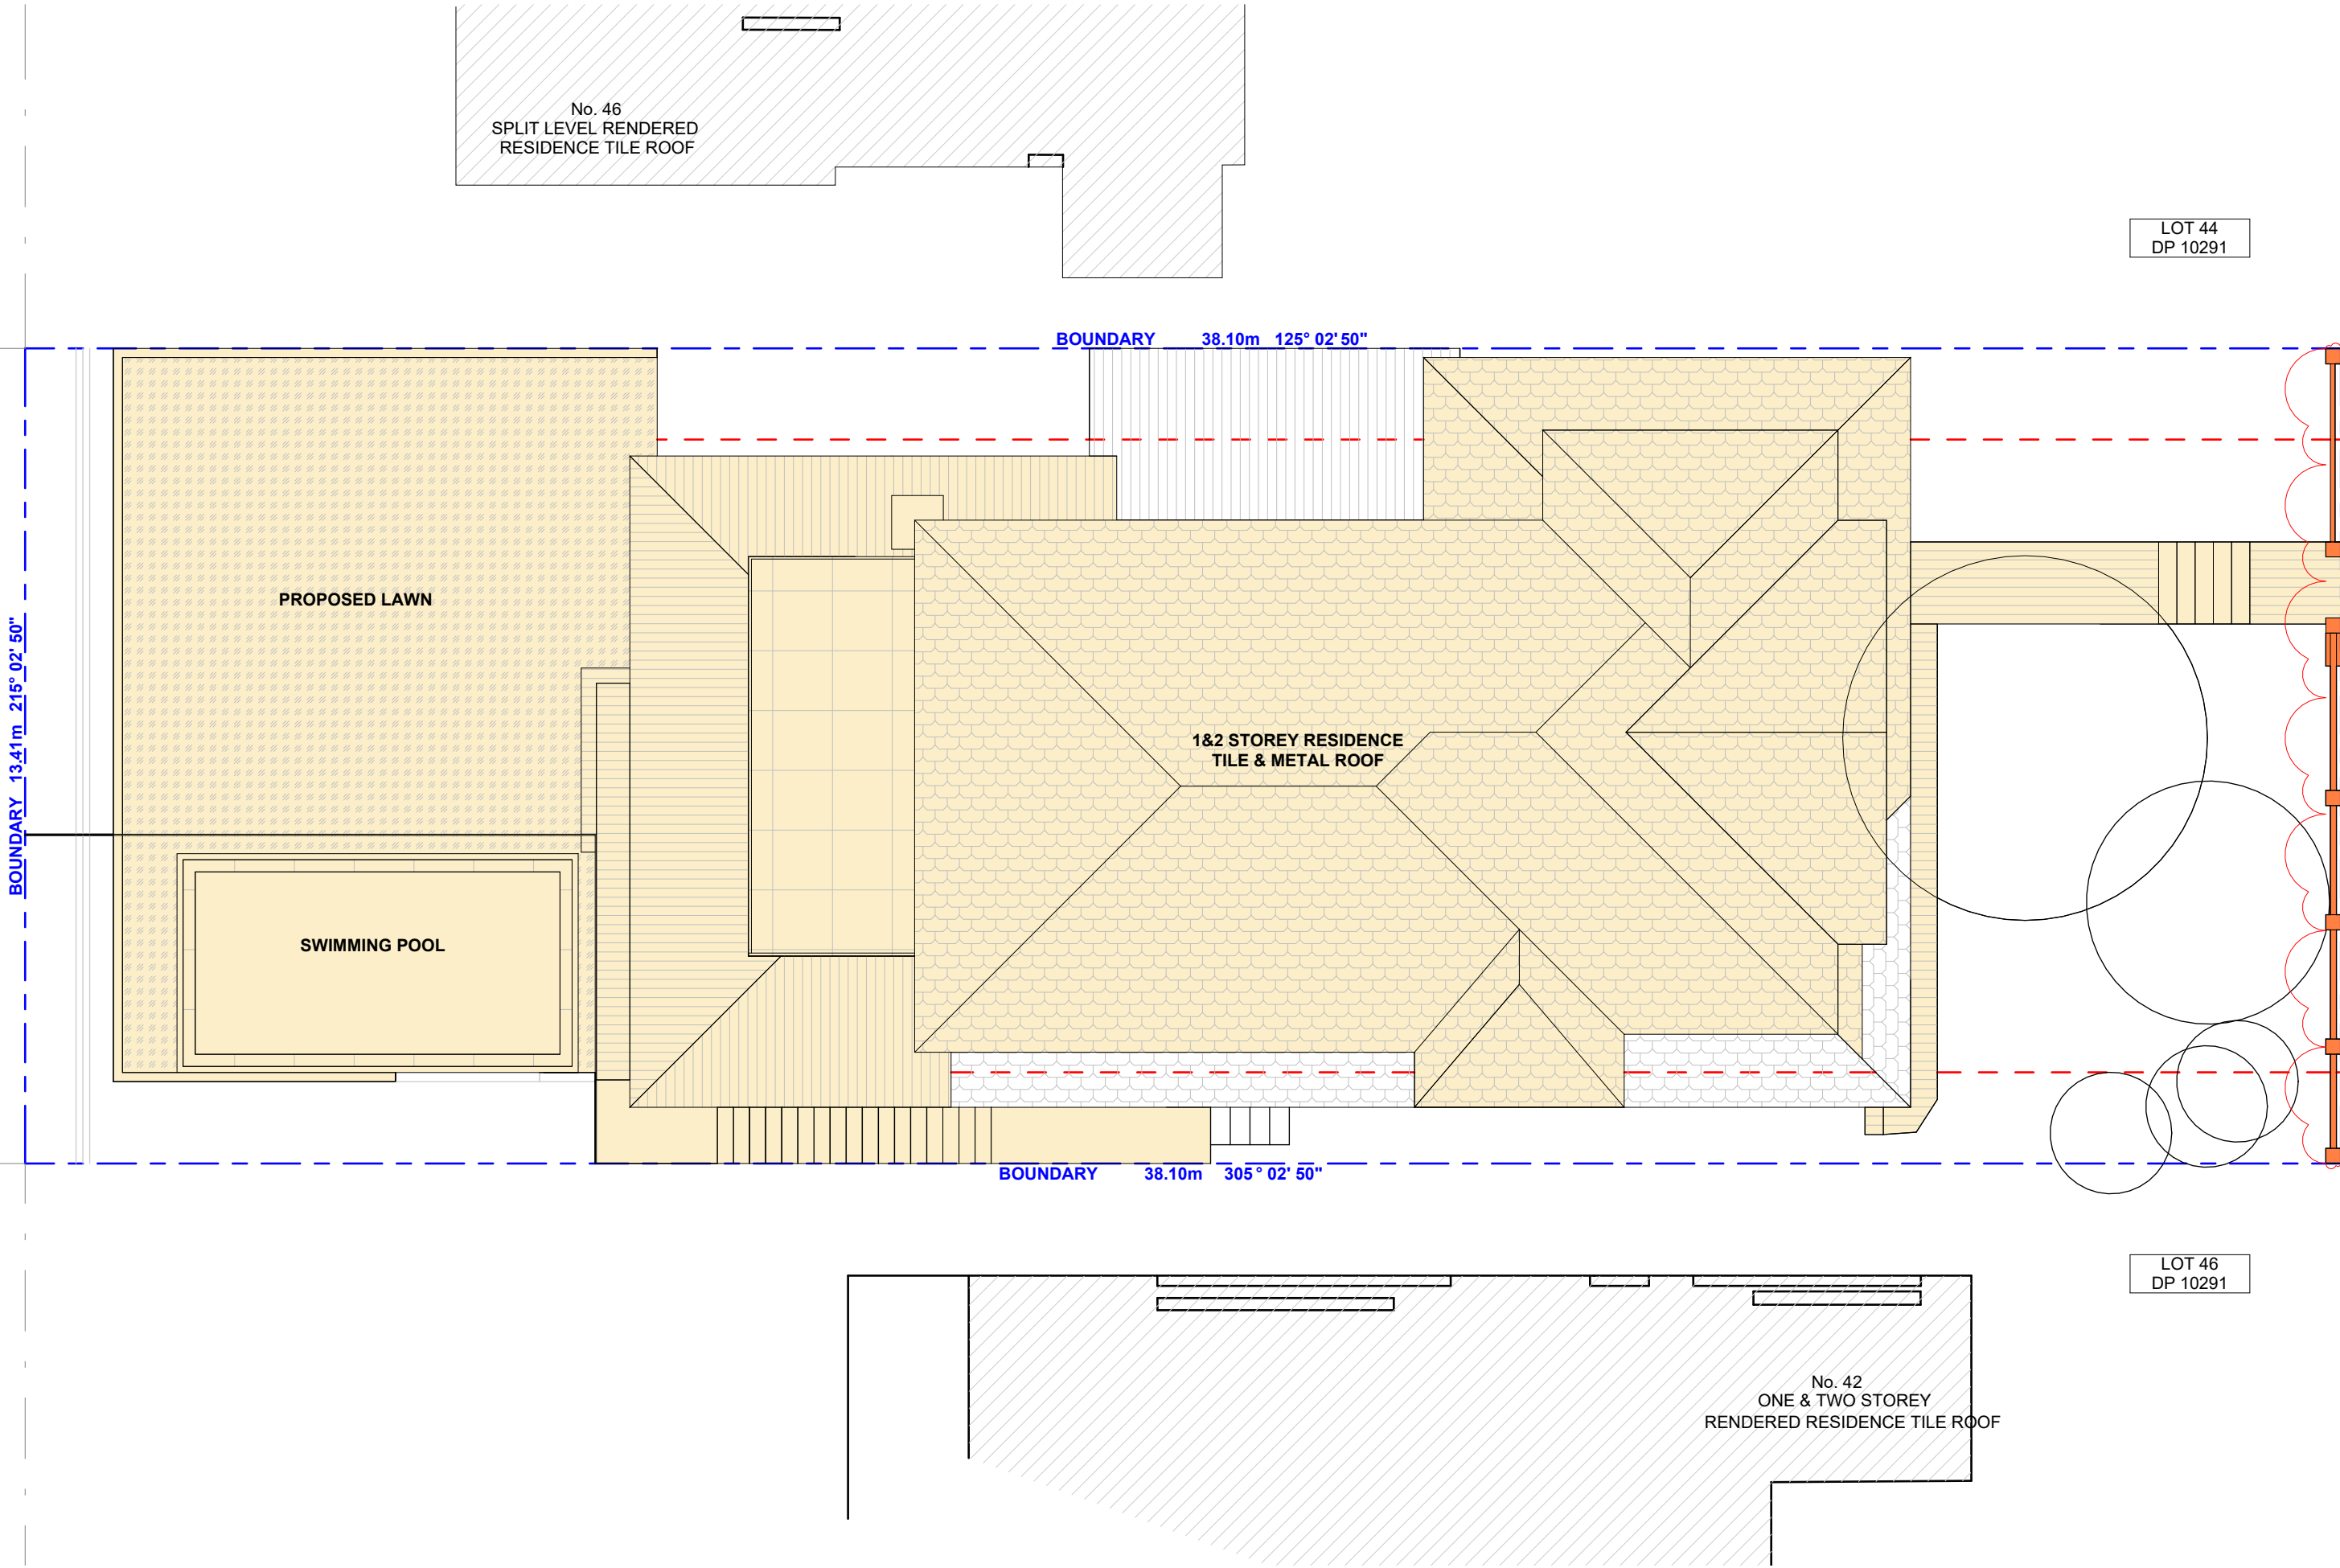 No. 46
SPLIT LEVEL RENDERED
RESIDENCE TILE ROOF
LOT 44
DP 10291
BOUNDARY 38.10m 125° 02' 50"
PROPOSED LAWN
BOUNDARY 13.41m 215° 02' 50"
1&2 STOREY RESIDENCE
TILE & METAL ROOF
SWIMMING POOL
BOUNDARY 38.10m 305° 02' 50"
LOT 46
DP 10291
No. 42
ONE & TWO STOREY
RENDERED RESIDENCE TILE ROOF